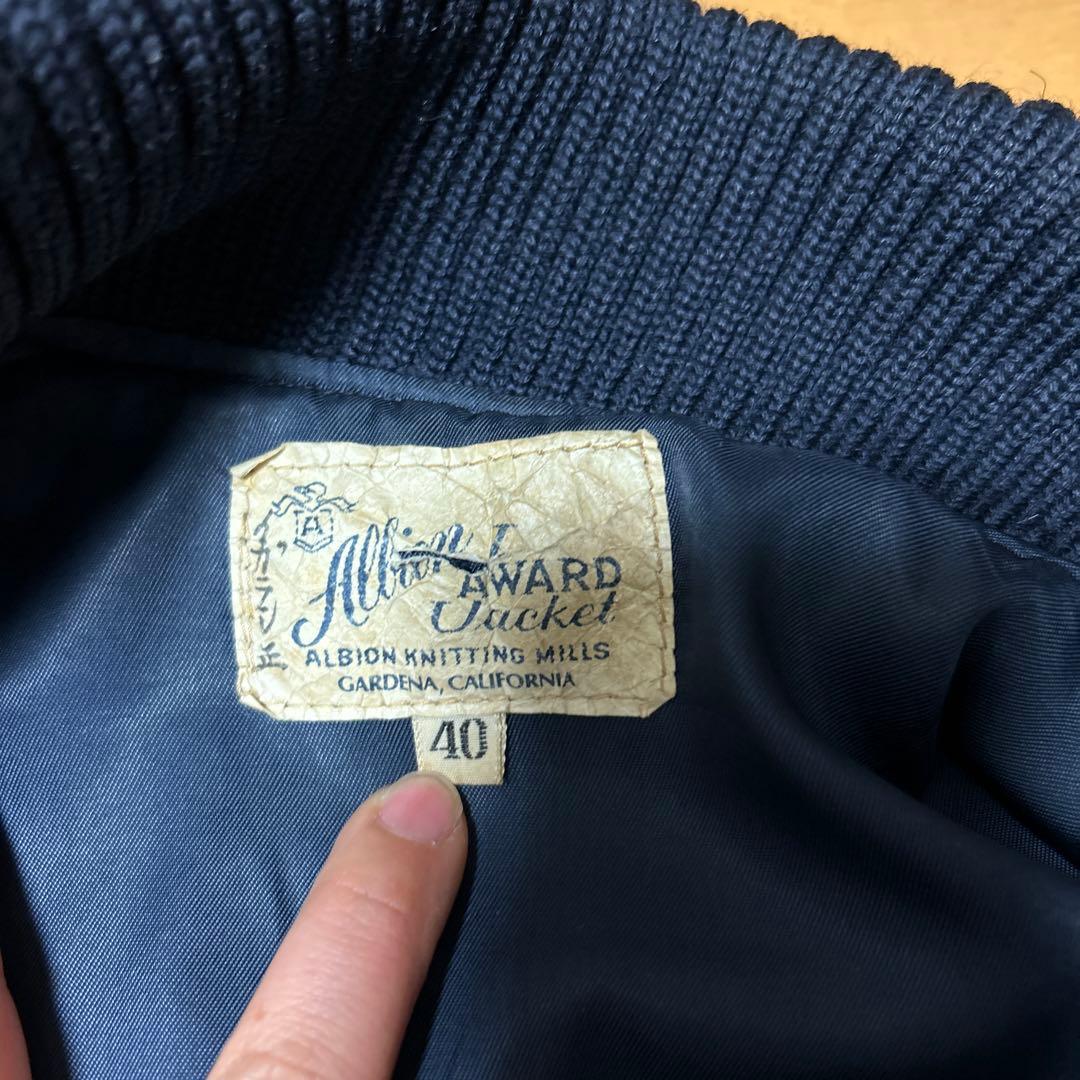 A
Albion
AWARD
Jacket
ALBION KNITTING MILLS
GARDENA, CALIFORNIA
40